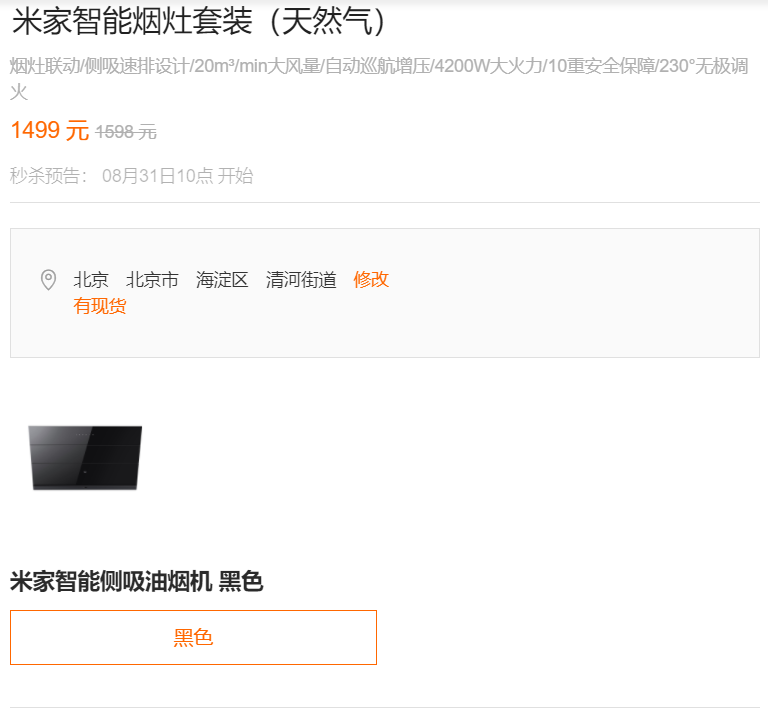 米家智能烟灶套装（天然气）
烟灶联动/侧吸速排设计/20m³/min大风量/自动巡航增压/4200W大火力/10重安全保障/230°无极调
火
1499 元 1598 元
秒杀预告： 08月31日10点 开始
北京 北京市 海淀区 清河街道 修改
有现货
米家智能侧吸油烟机 黑色
黑色